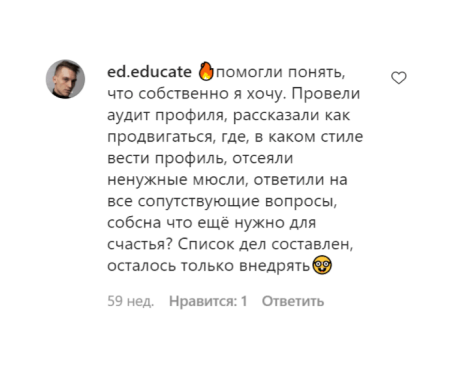 ed.educate 🔥помогли понять,
что собственно я хочу. Провели
аудит профиля, рассказали как
продвигаться, где, в каком стиле
вести профиль, отсеяли
ненужные мюсли, ответили на
все сопутствующие вопросы,
собсна что ещё нужно для
счастья? Список дел составлен,
осталось только внедрять🤓
59 нед. Нравится: 1 Ответить